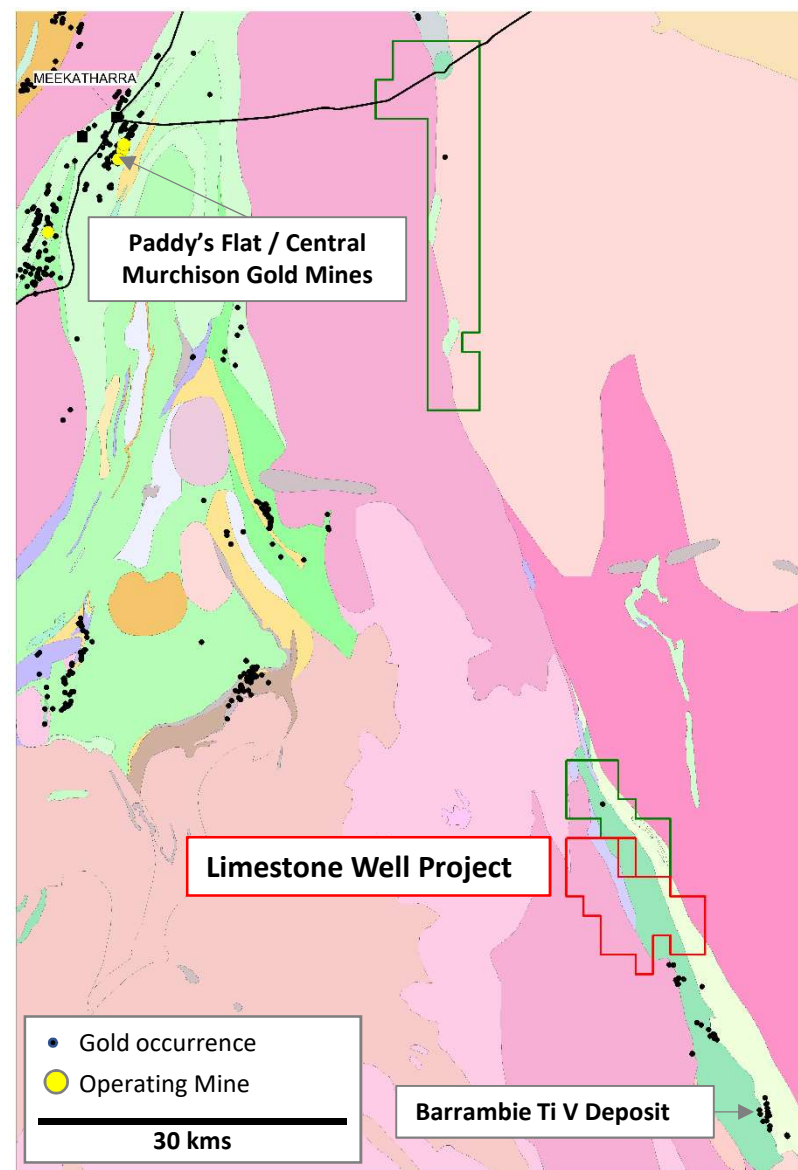 MEEKATHARRA
Paddy’s Flat / Central
Murchison Gold Mines
Limestone Well Project
Gold occurrence
Operating Mine
30 kms
Barrambie Ti V Deposit